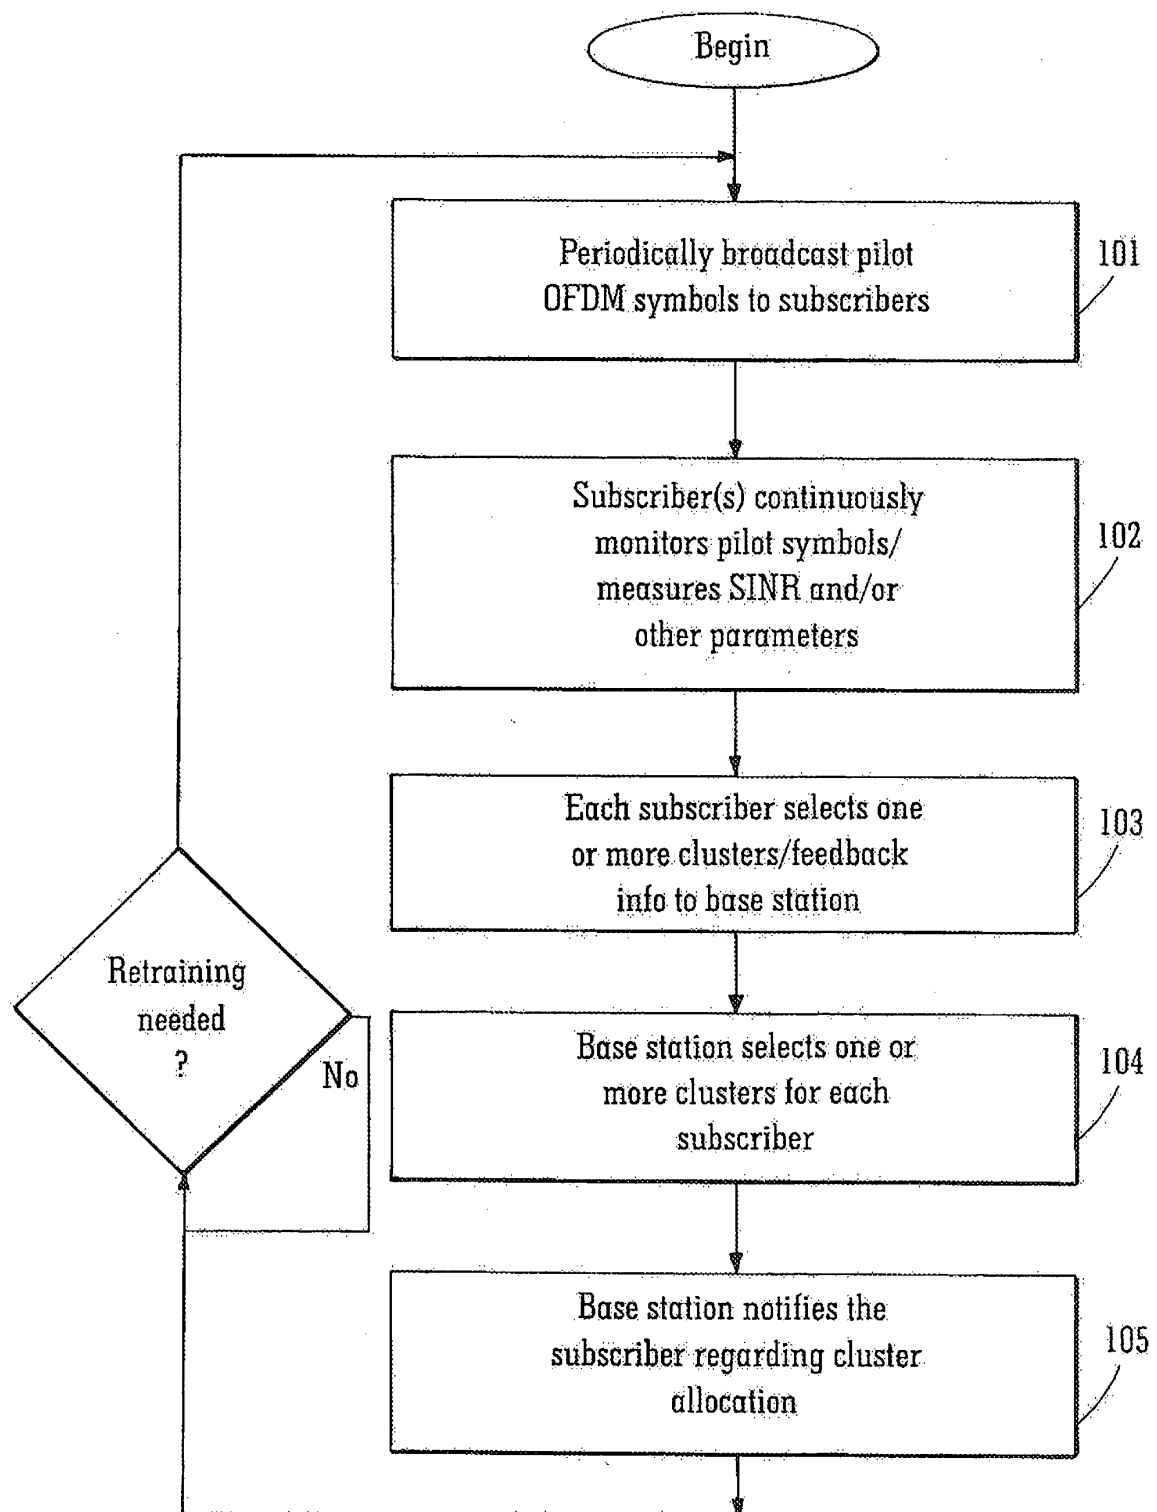 Begin
Periodically broadcast pilot
OFDM symbols to subscribers
101
Subscriber(s) continuously
monitors pilot symbols/
measures SINR and/or
other parameters
102
Each subscriber selects one
or more clusters/feedback
info to base station
103
Retraining
needed
?
No
Base station selects one or
more clusters for each
subscriber
104
Base station notifies the
subscriber regarding cluster
allocation
105